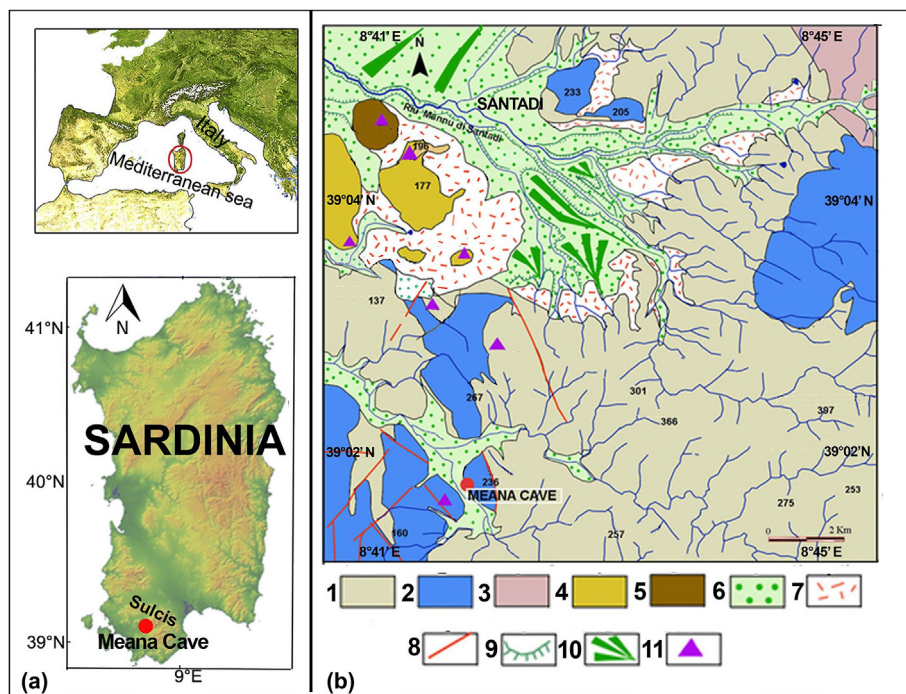 Italy
Mediterranean sea
N
41°N
SARDINIA
40°N
Sulcis
Meana Cave
39°N
9°E
(a)
8°41' E
N
8°45' E
SANTADI
233
205
Riu Mannu di Santadi
196
177
39°04' N
39°04' N
137
267
301
366
397
39°02' N
39°02' N
236
MEANA CAVE
253
275
160
257
0 2 Km
8°41' E
8°45' E
1 2 3 4 5 6 7
8 9 10 11
(b)